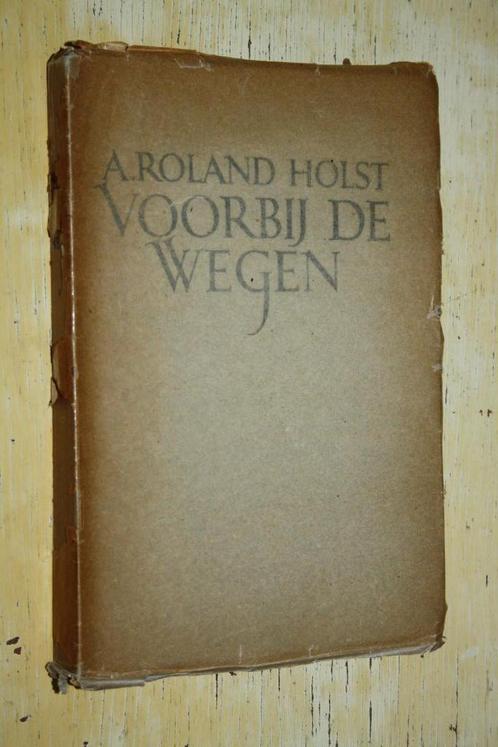 A. ROLAND HOLST
VOORBIJ DE
WEGEN